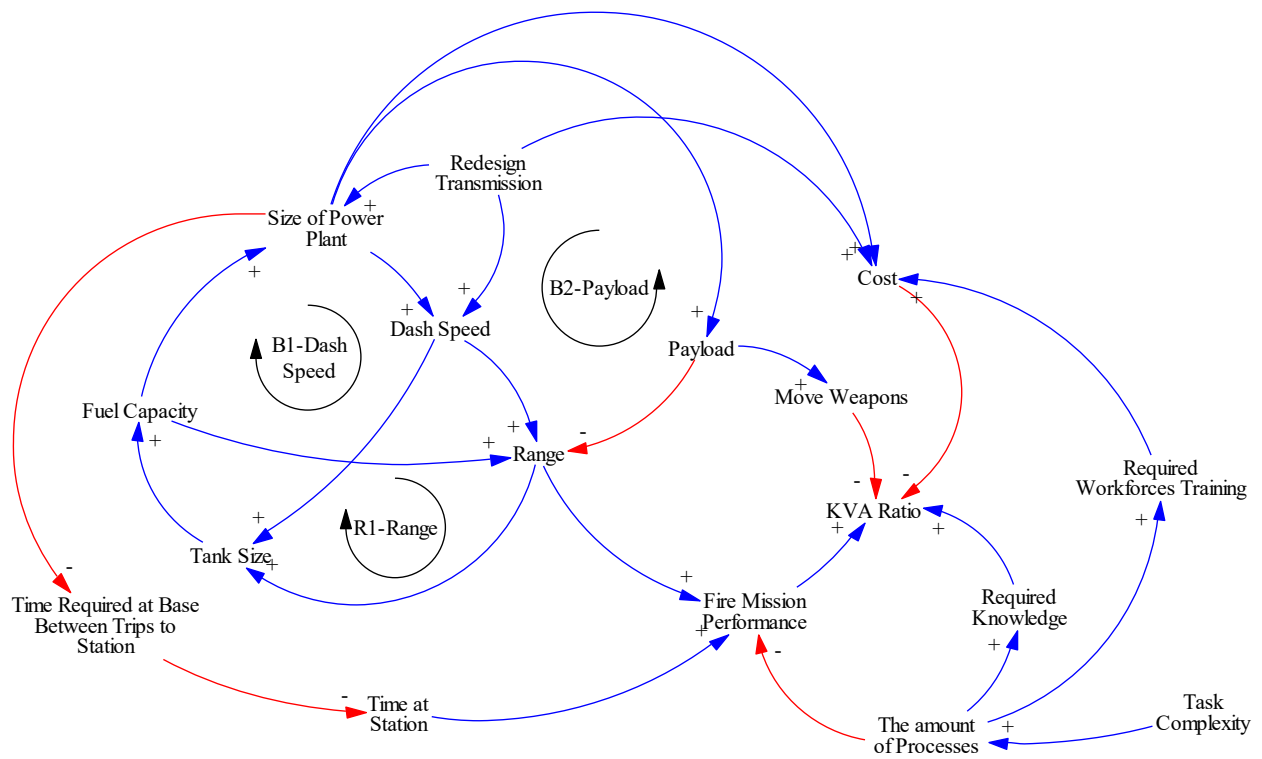 Redesign
Transmission
+
Size of Power
Plant
+
+
+
+
Cost
+
B2-Payload
+
+
Dash Speed
+
Payload
B1-Dash
Speed
+
Move Weapons
Fuel Capacity
+
+
+
-
Range
Required
Workforces Training
-
-
KVA Ratio
+
+
+
R1-Range
+
Tank Size
+
-
+
Time Required at Base
Between Trips to
Station
Fire Mission
Performance
+
-
Required
Knowledge
+
-
Time at
Station
The amount
of Processes
+
Task
Complexity